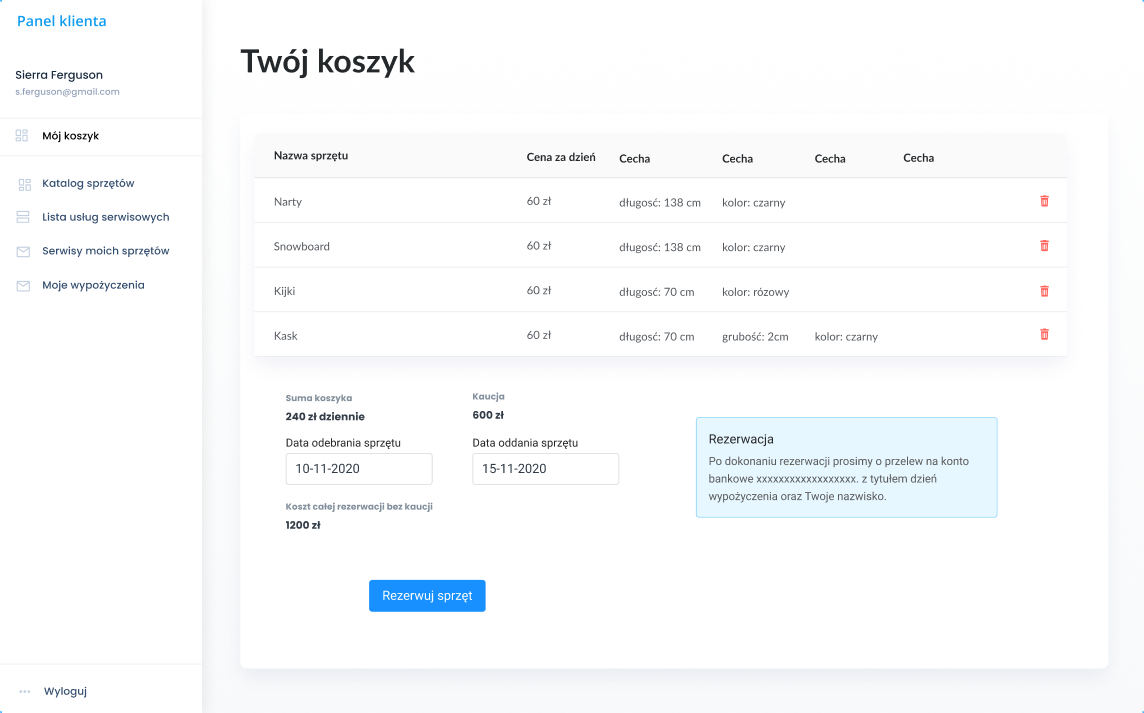 Panel klienta
Sierra Ferguson
s.ferguson@gmail.com
Mój koszyk
Katalog sprzętów
Lista usług serwisowych
Serwisy moich sprzętów
Moje wypożyczenia
Wyloguj
Twój koszyk
Nazwa sprzętu Cena za dzień Cecha Cecha Cecha Cecha
Narty 60 zł długosć: 138 cm kolor: czarny
Snowboard 60 zł długosć: 138 cm kolor: czarny
Kijki 60 zł długosć: 70 cm kolor: rózowy
Kask 60 zł długosć: 70 cm grubość: 2cm kolor: czarny
Suma koszyka
240 zł dziennie
Kaucja
600 zł
Data odebrania sprzętu
10-11-2020
Data oddania sprzętu
15-11-2020
Koszt całej rezerwacji bez kaucji
1200 zł
Rezerwacja
Po dokonaniu rezerwacji prosimy o przelew na konto
bankowe xxxxxxxxxxxxxxxxxx. z tytułem dzień
wypożyczenia oraz Twoje nazwisko.
Rezerwuj sprzęt